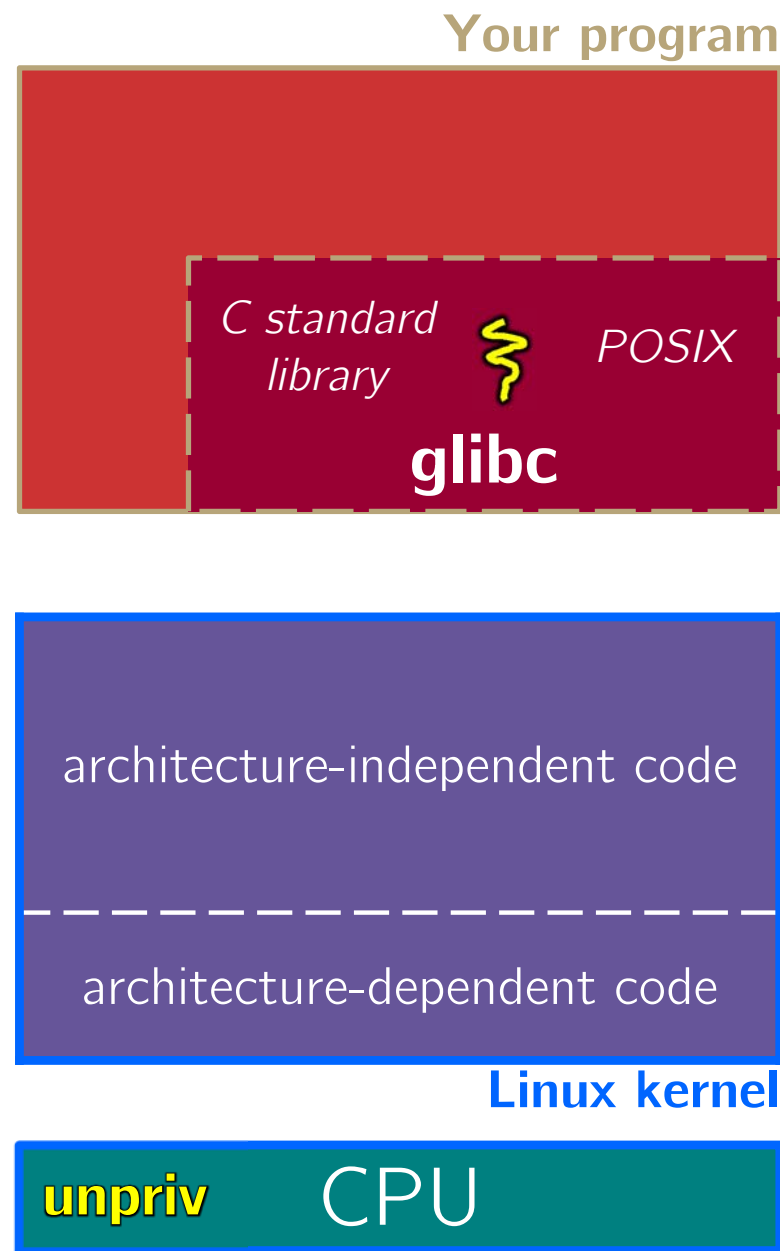 Your program
C standard
library
POSIX
glibc
architecture-independent code
architecture-dependent code
Linux kernel
unpriv
CPU